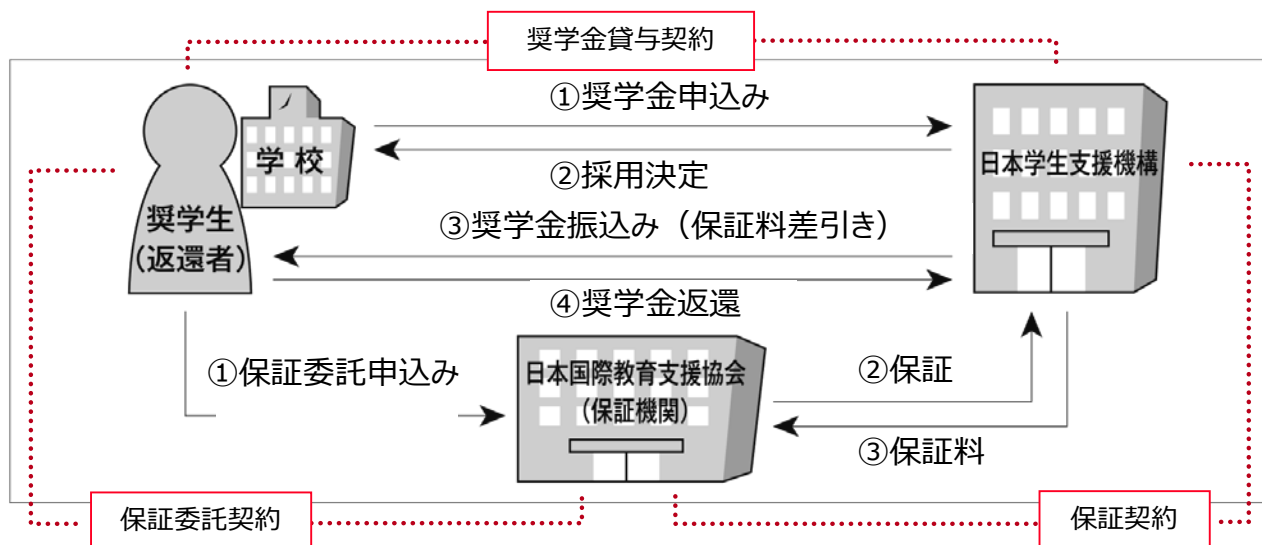 奨学金貸与契約
①奨学金申込み
学校
②採用決定
日本学生支援機構
奨学生
(返還者)
③奨学金振込み(保証料差引き)
④奨学金返還
①保証委託申込み
日本国際教育支援協会
(保証機関)
②保証
③保証料
保証委託契約
保証契約